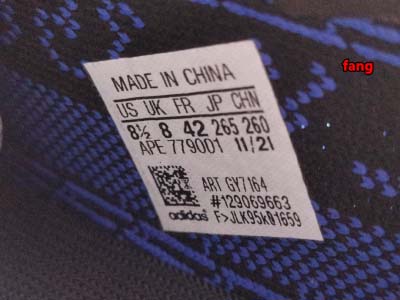 fang
MADE IN CHINA
US UK FR JP CHN
8½ 8 42 265 260
APE 779001 11/21
ART GY7164
#129069663
adidas F>JLK95k01659